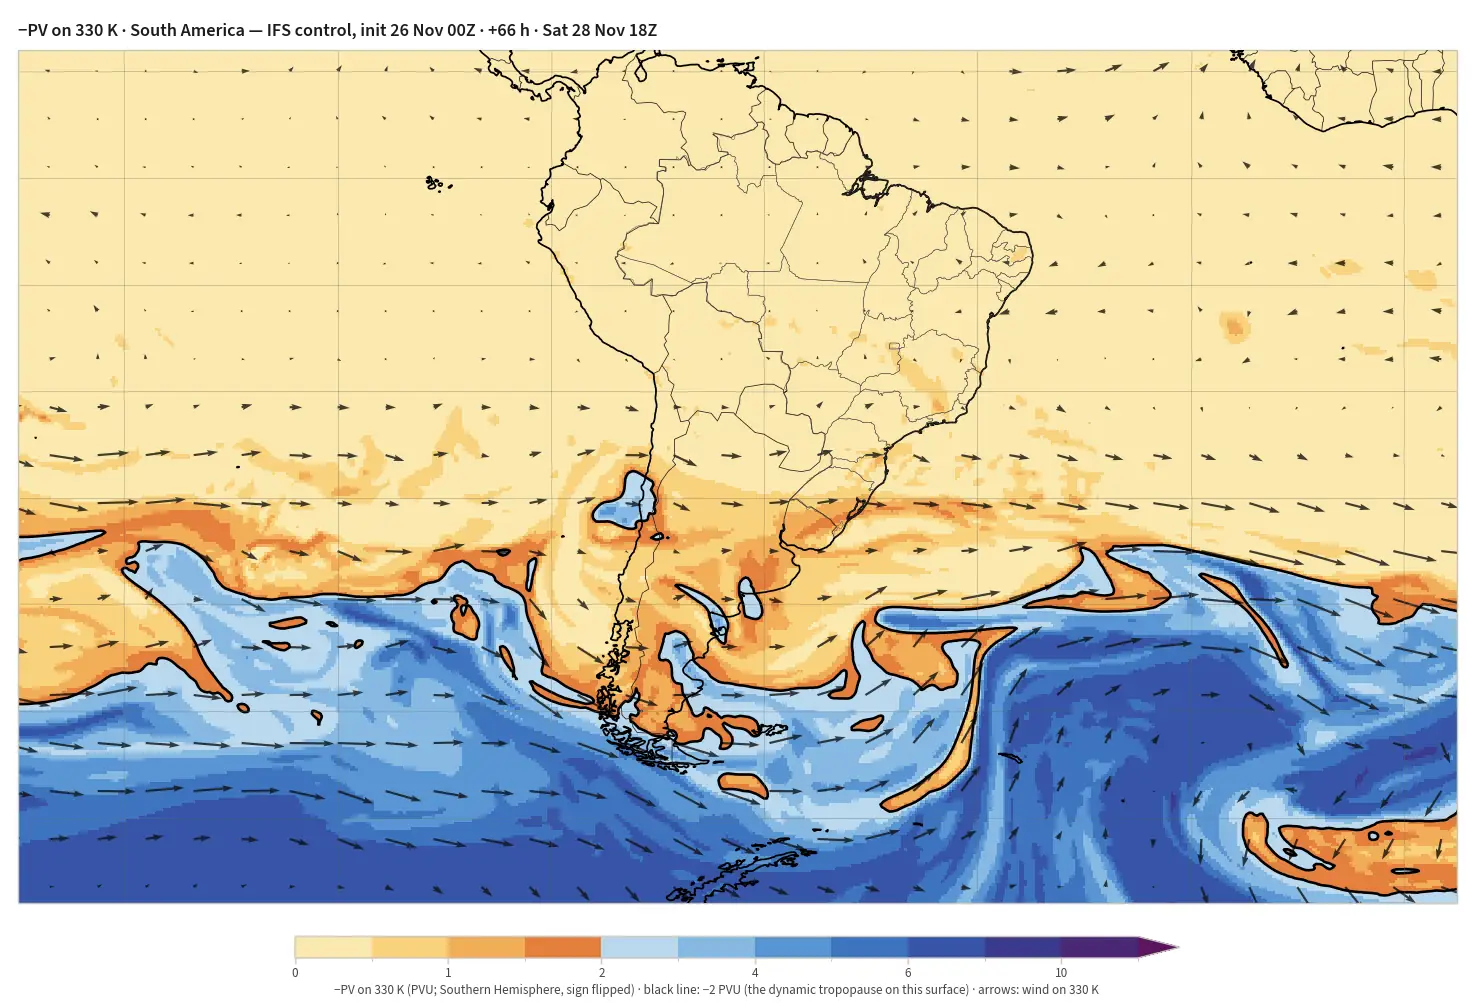 −PV on 330 K · South America — IFS control, init 26 Nov 00Z · +66 h · Sat 28 Nov 18Z
0 1 2 4 6 10
−PV on 330 K (PVU; Southern Hemisphere, sign flipped) · black line: −2 PVU (the dynamic tropopause on this surface) · arrows: wind on 330 K